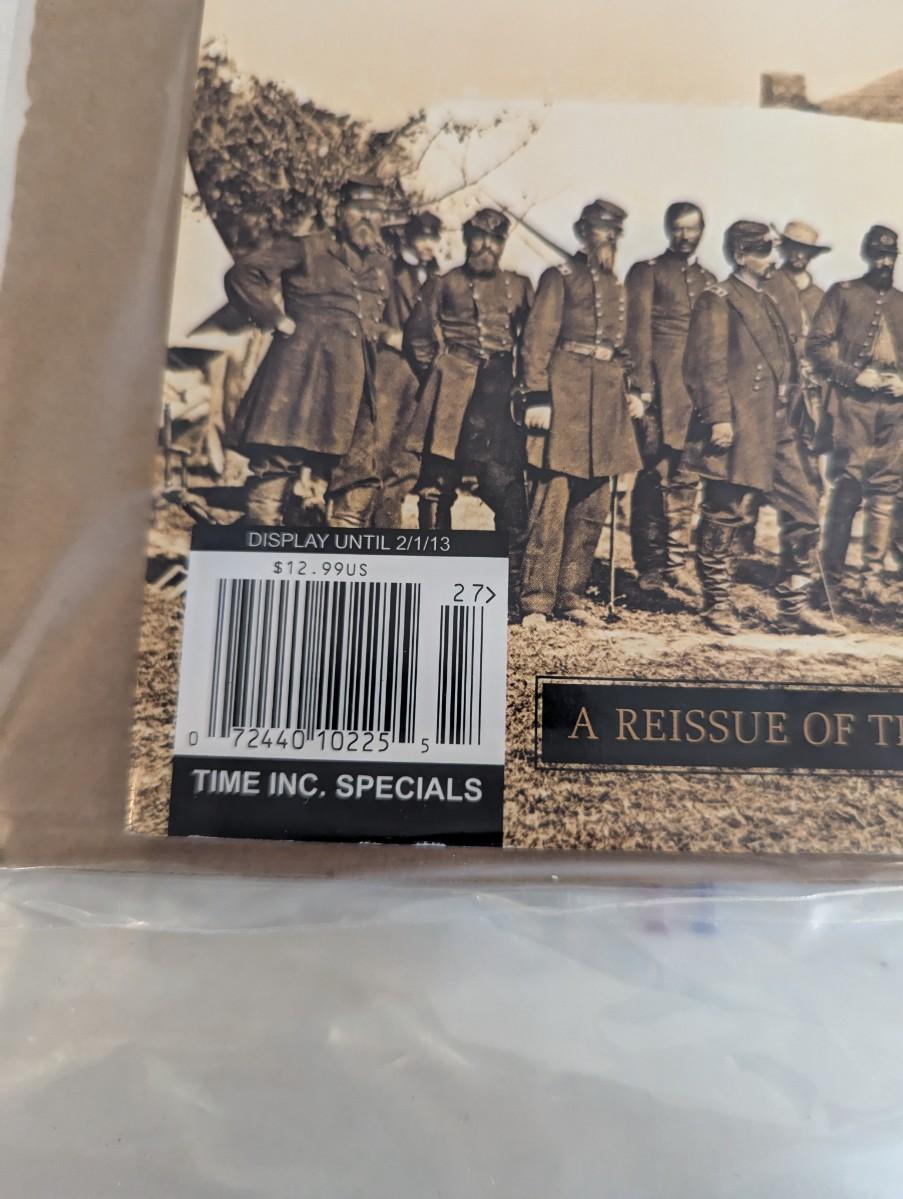 DISPLAY UNTIL 2/1/13
$12.99US
27>
0 72440 10225 5
TIME INC. SPECIALS
A REISSUE OF